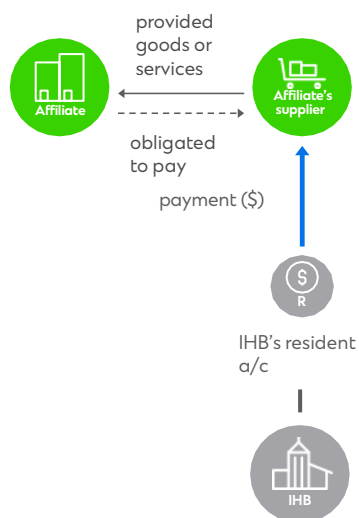 provided
goods or
services
Affiliate
Affiliate's
supplier
obligated
to pay
payment ($)
$
R
IHB's resident
a/c
IHB